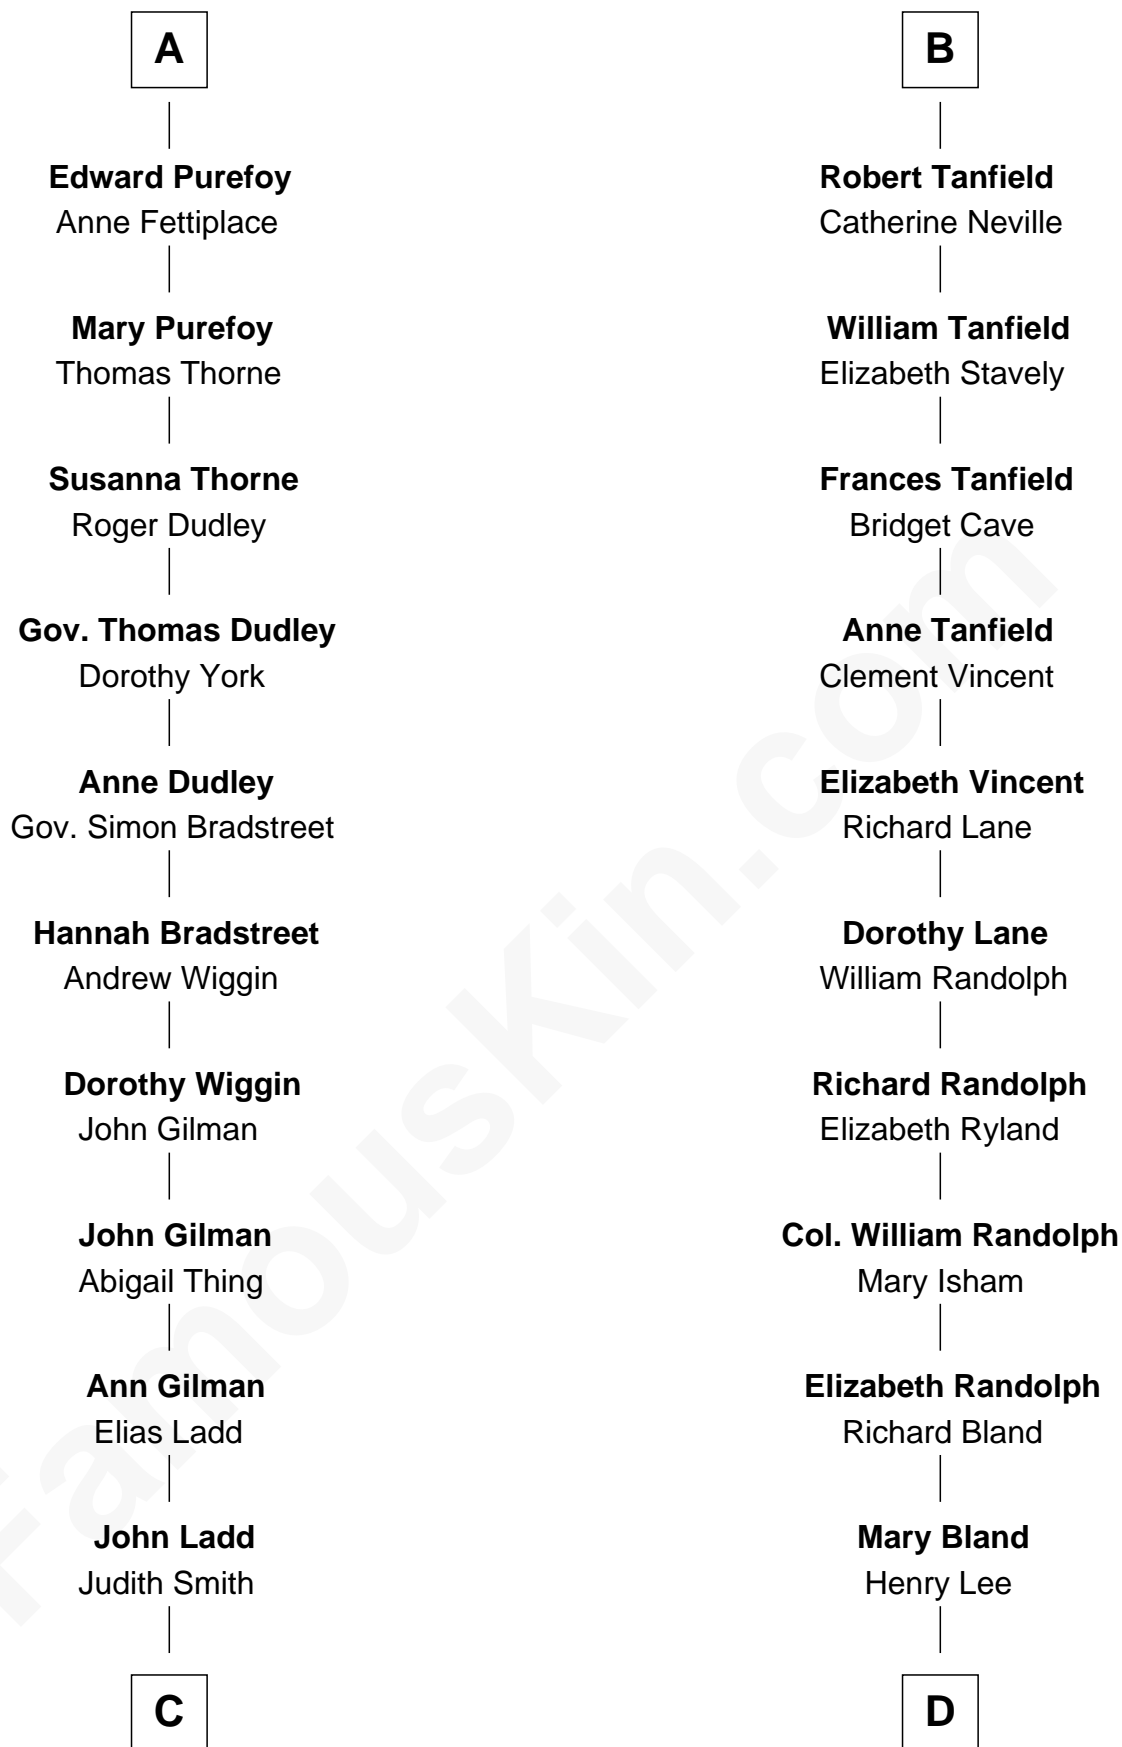 A
Edward Purefoy
Anne Fettiplace
Mary Purefoy
Thomas Thorne
Susanna Thorne
Roger Dudley
Gov. Thomas Dudley
Dorothy York
Anne Dudley
Gov. Simon Bradstreet
Hannah Bradstreet
Andrew Wiggin
Dorothy Wiggin
John Gilman
John Gilman
Abigail Thing
Ann Gilman
Elias Ladd
John Ladd
Judith Smith
C
B
Robert Tanfield
Catherine Neville
William Tanfield
Elizabeth Stavely
Frances Tanfield
Bridget Cave
Anne Tanfield
Clement Vincent
Elizabeth Vincent
Richard Lane
Dorothy Lane
William Randolph
Richard Randolph
Elizabeth Ryland
Col. William Randolph
Mary Isham
Elizabeth Randolph
Richard Bland
Mary Bland
Henry Lee
D
FamousKin.com